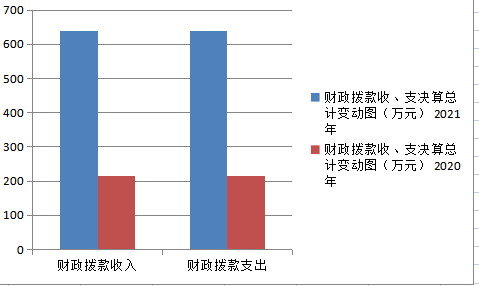 700
600
500
400
300
200
100
0
财政拨款收入
财政拨款支出
财政拨款收、支决算总
计变动图（万元） 2021
年
财政拨款收、支决算总
计变动图（万元） 2020
年